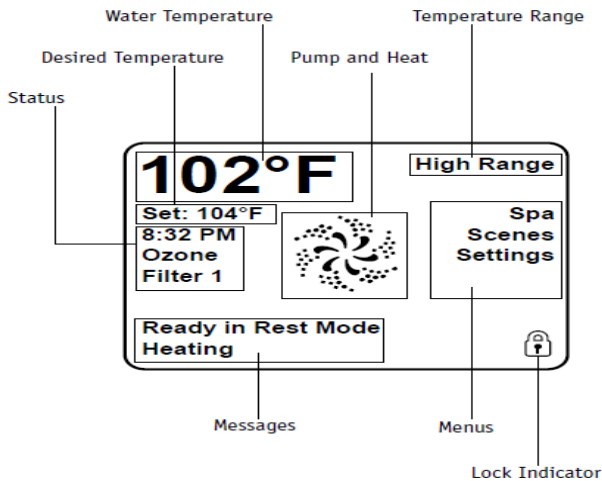 Water Temperature
Temperature Range
Desired Temperature
Pump and Heat
Status
102°F
High Range
Set: 104°F
8:32 PM
Ozone
Filter 1
Spa
Scenes
Settings
Ready in Rest Mode
Heating
Messages
Menus
Lock Indicator